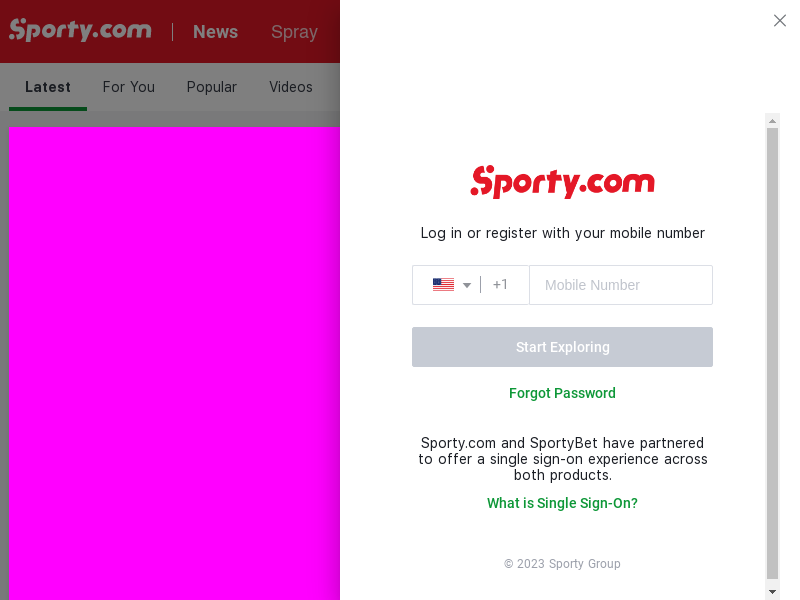 Sporty.com | News Spray
Latest For You Popular Videos
Sporty.com
Log in or register with your mobile number
+1 Mobile Number
Start Exploring
Forgot Password
Sporty.com and SportyBet have partnered
to offer a single sign-on experience across
both products.
What is Single Sign-On?
© 2023 Sporty Group